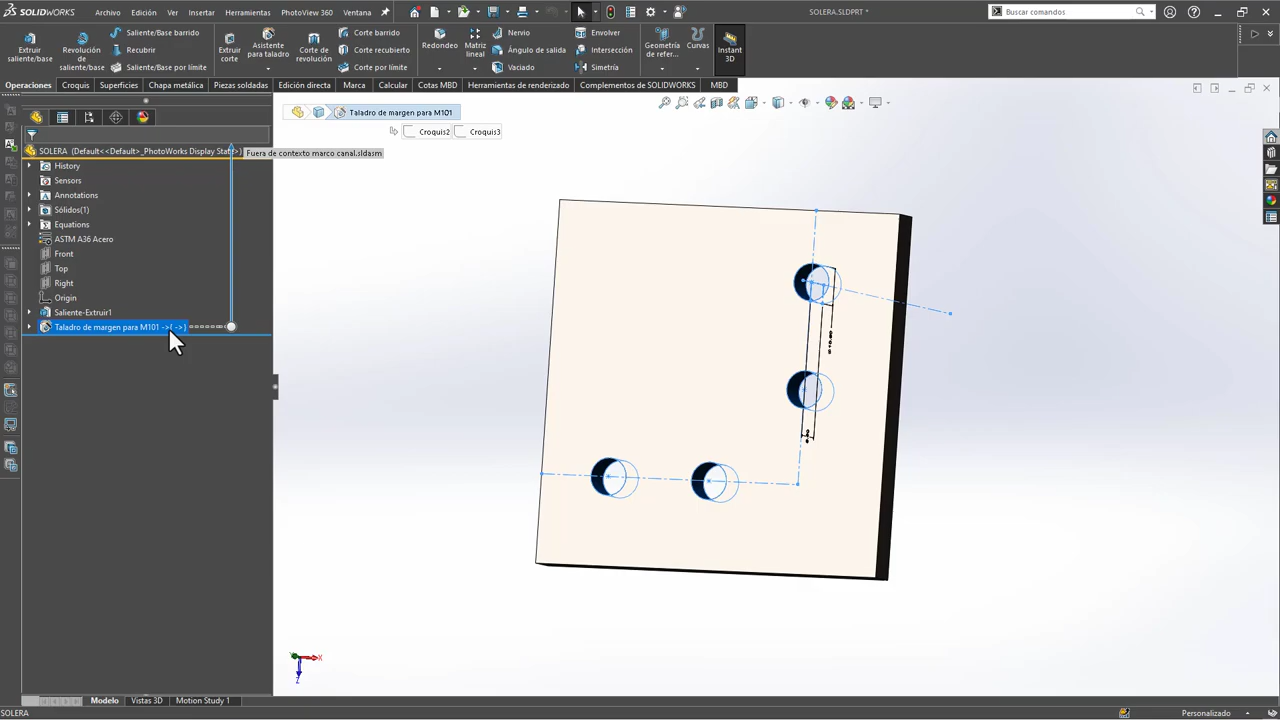 SOLIDWORKS
Archivo Edición Ver Insertar Herramientas PhotoView 360 Ventana
SOLERA.SLDPRT *
Buscar comandos
Extruir saliente/base
Revolución de saliente/base
Saliente/Base barrido
Recubrir
Saliente/Base por límite
Extruir corte
Asistente para taladro
Corte de revolución
Corte barrido
Corte recubierto
Corte por límite
Redondeo
Matriz lineal
Nervio
Ángulo de salida
Vaciado
Envolver
Intersección
Simetría
Geometría de refer...
Curvas
Instant 3D
Operaciones Croquis Superficies Chapa metálica Piezas soldadas Edición directa Marca Calcular Cotas MBD Herramientas de renderizado Complementos de SOLIDWORKS MBD
Taladro de margen para M101
Croquis2 Croquis3
SOLERA (Default<<Default>_PhotoWorks Display Stat
Fuera de contexto marco canal.sldasm
History
Sensors
Annotations
Sólidos(1)
Equations
ASTM A36 Acero
Front
Top
Right
Origin
Saliente-Extruir1
Taladro de margen para M101 ->{ ->}
X
Z
Modelo Vistas 3D Motion Study 1
SOLERA
Personalizado